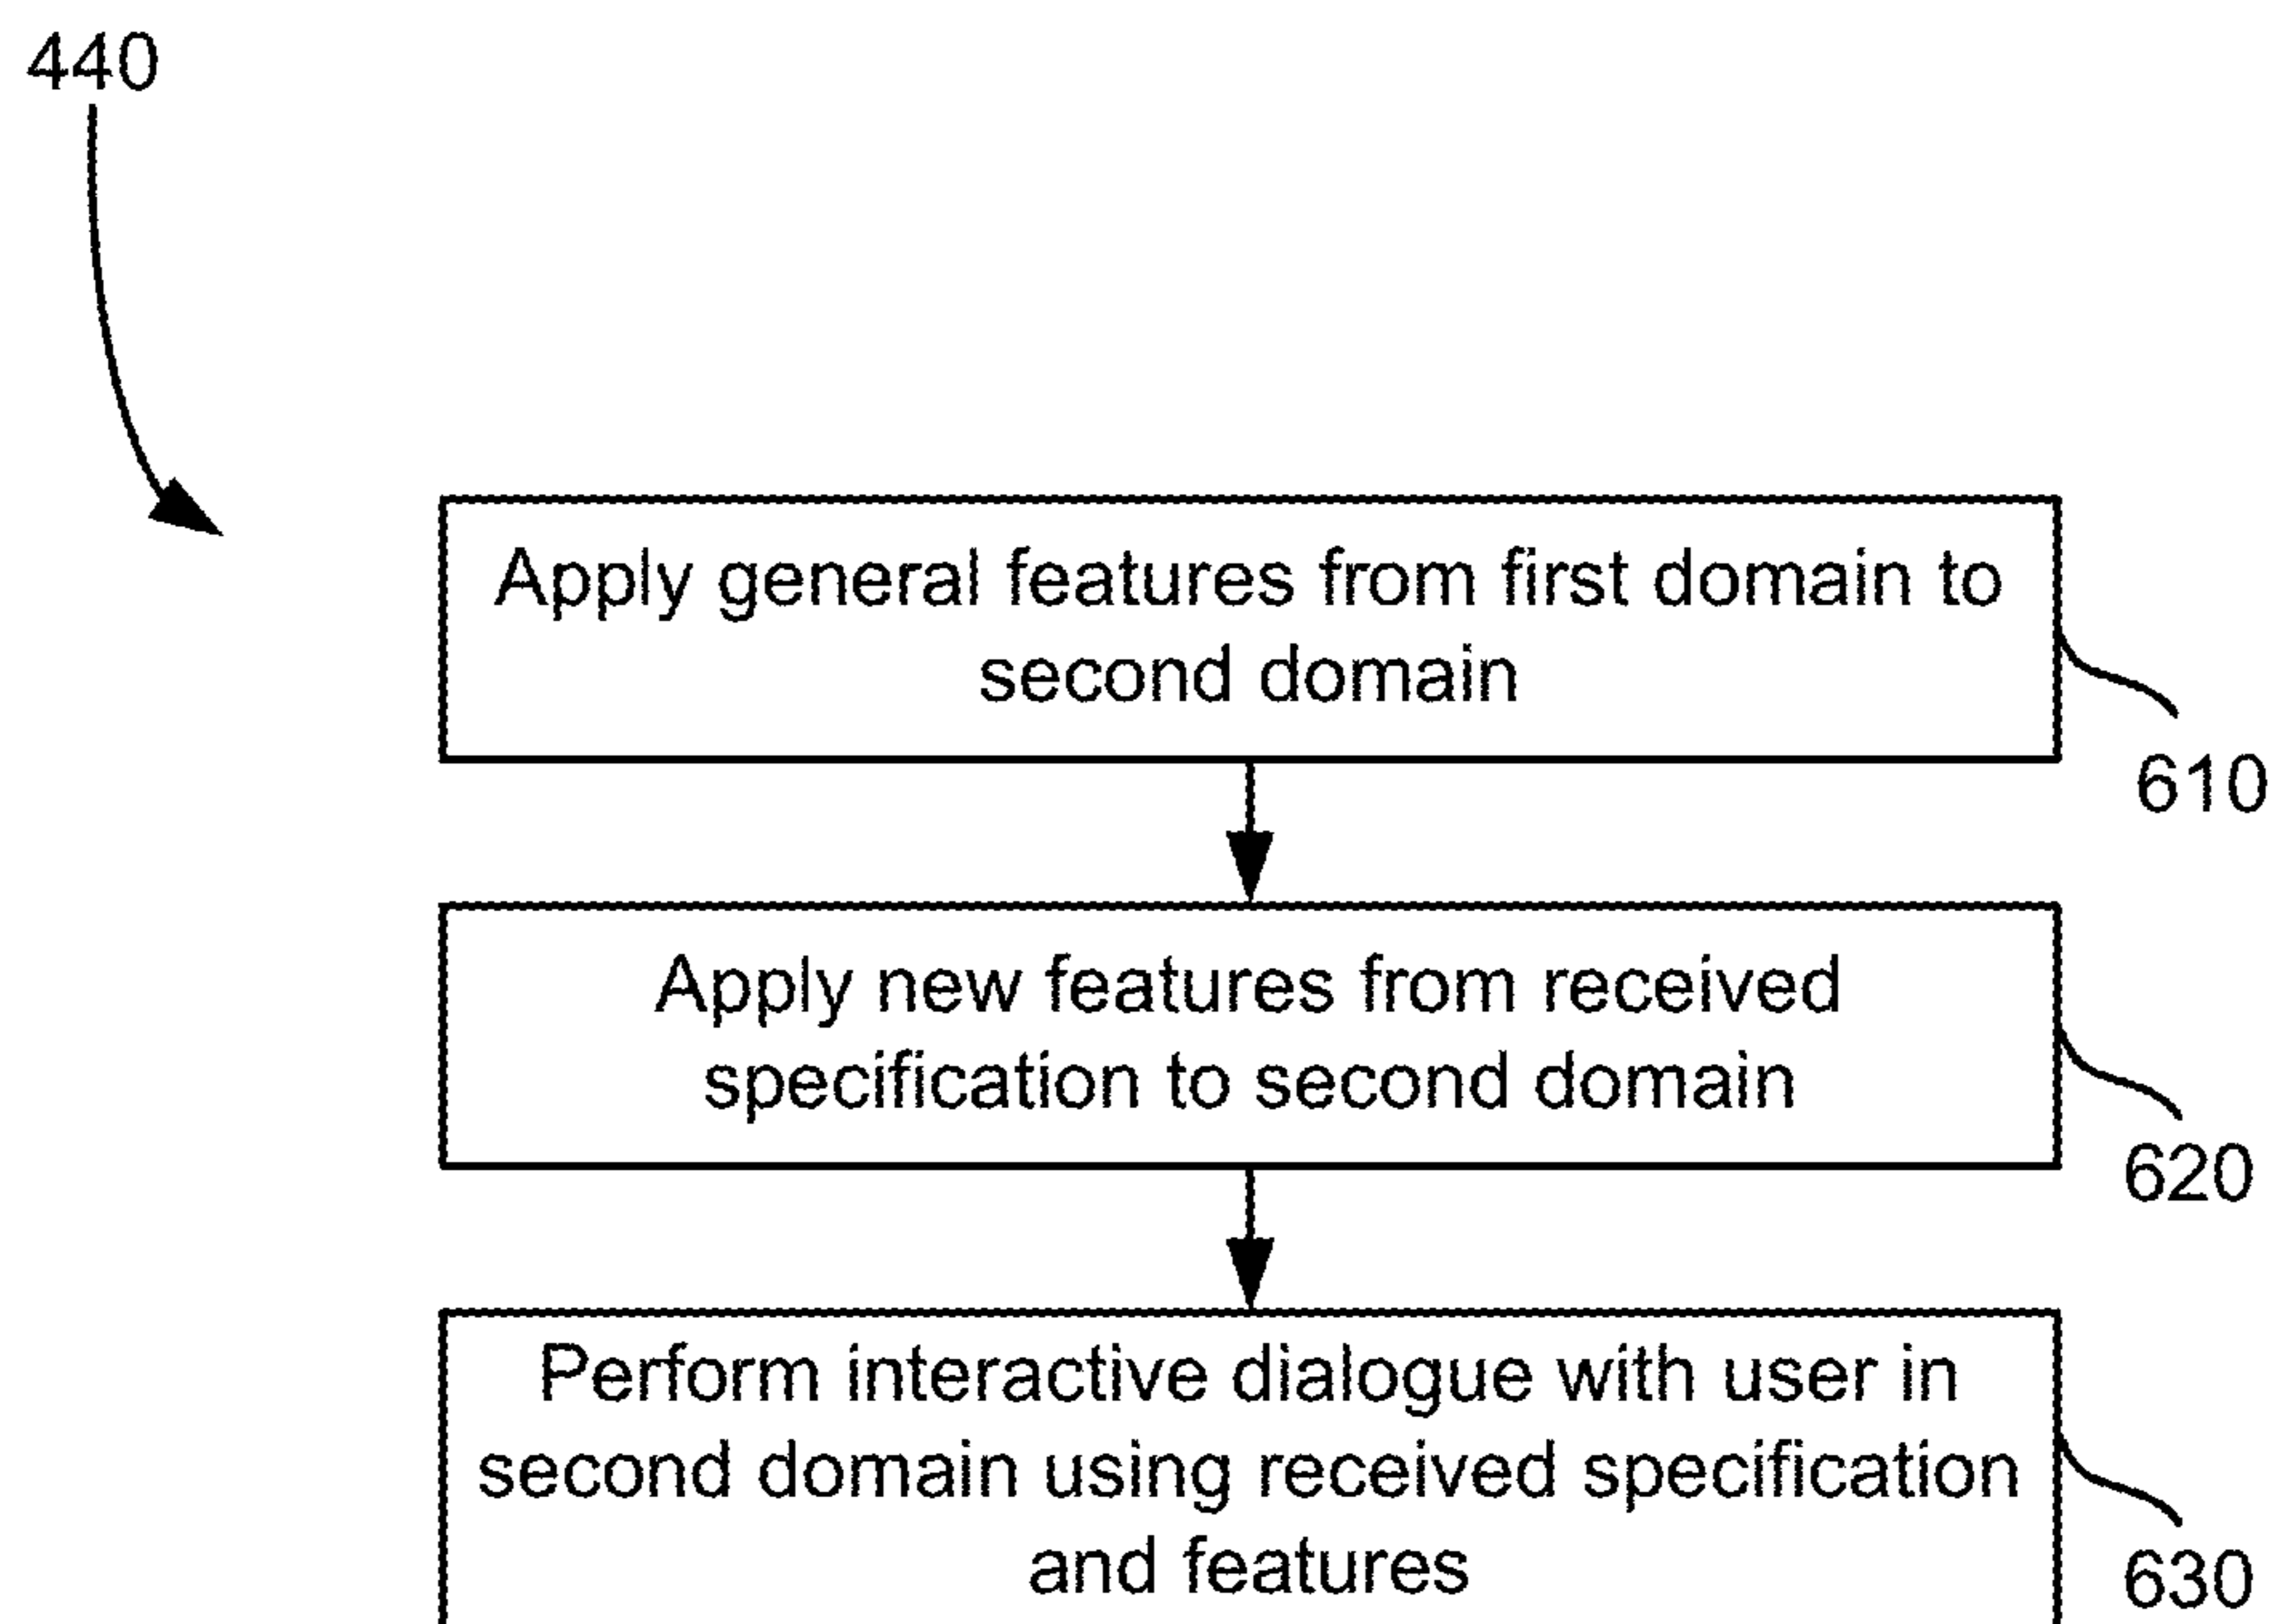 440
Apply general features from first domain to
second domain
610
Apply new features from received
specification to second domain
620
Perform interactive dialogue with user in
second domain using received specification
and features
630